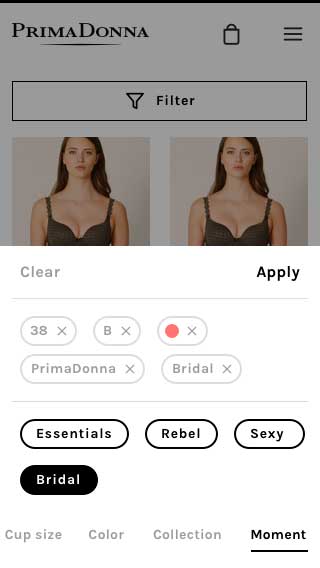 PRIMADONNA
Filter
Clear
Apply
38
B
PrimaDonna
Bridal
Essentials
Rebel
Sexy
Bridal
Cup size
Color
Collection
Moment